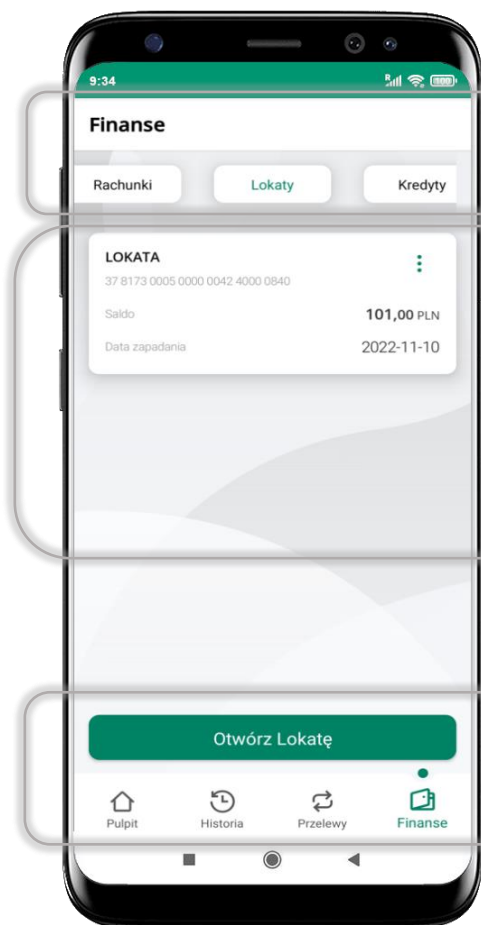 9:34
Finanse
Rachunki Lokaty Kredyty
LOKATA
37 8173 0005 0000 0042 4000 0840
Saldo 101,00 PLN
Data zapadania 2022-11-10
Otwórz Lokatę
Pulpit Historia Przelewy Finanse